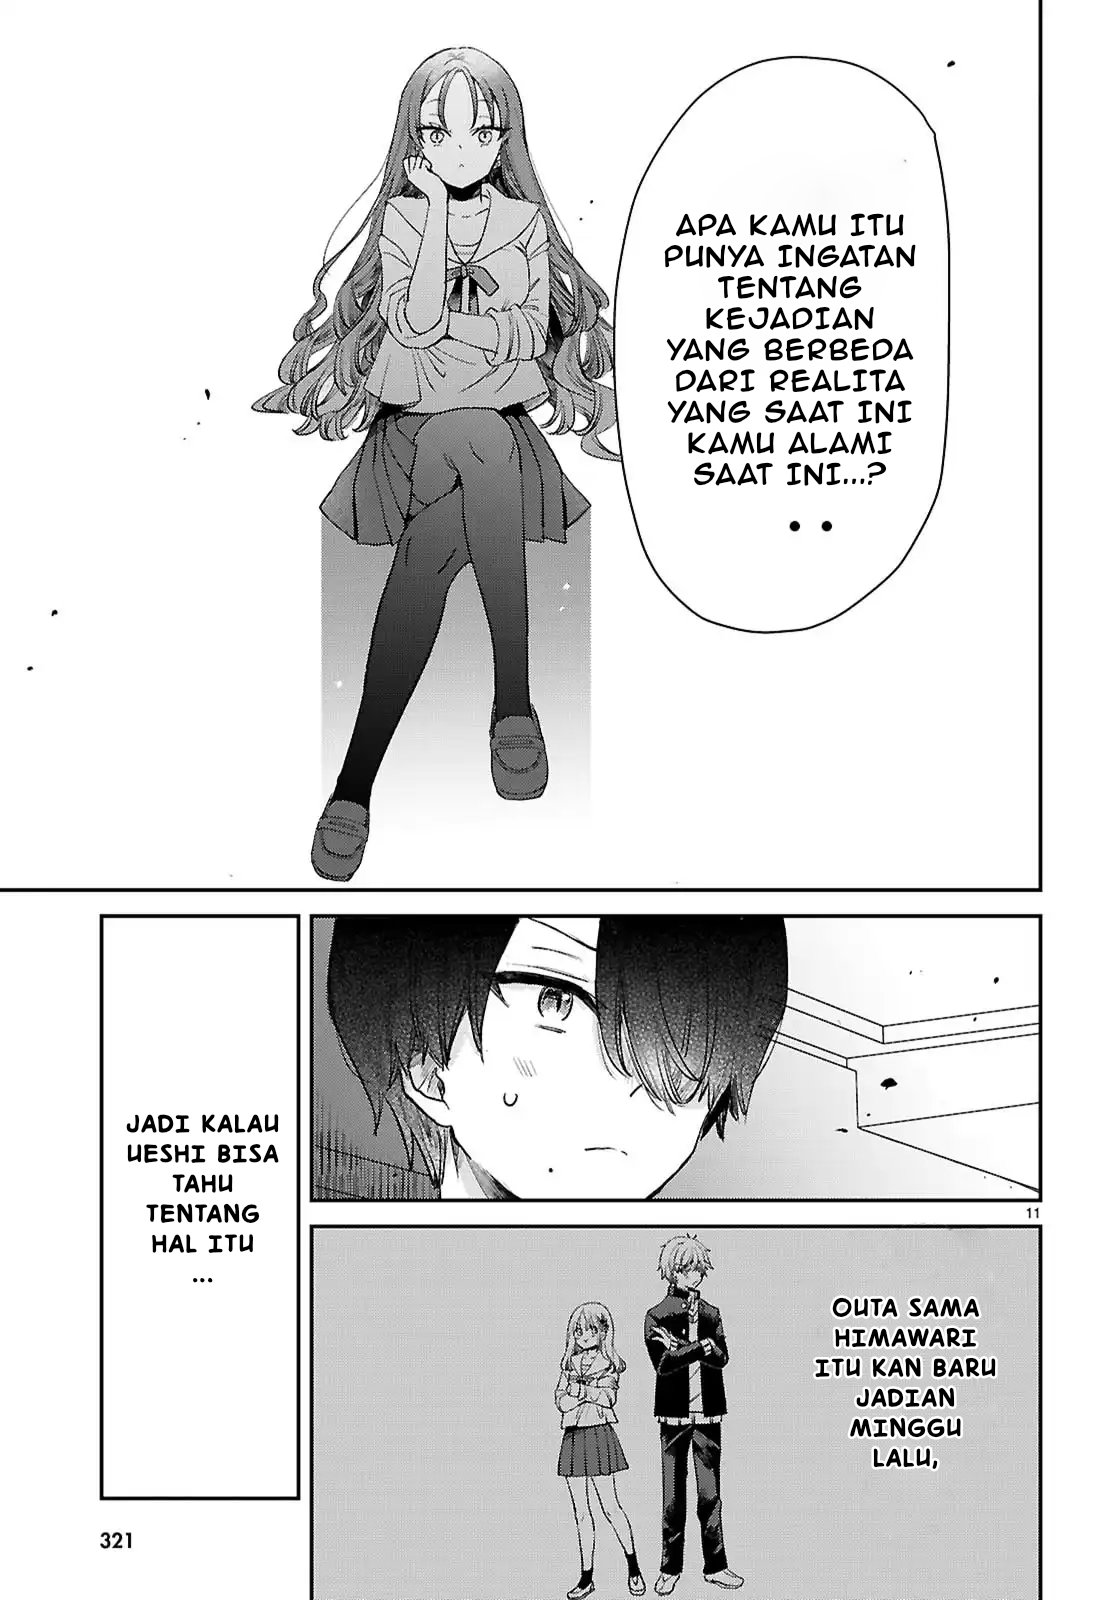 APA KAMU ITU
PUNYA INGATAN
TENTANG
KEJADIAN
YANG BERBEDA
DARI REALITA
YANG SAAT INI
KAMU ALAMI
SAAT INI...?
11
OUTA SAMA
HIMAWARI
ITU KAN BARU
JADIAN
MINGGU
LALU,
JADI KALAU
UESHI BISA
TAHU
TENTANG
HAL ITU
...
321